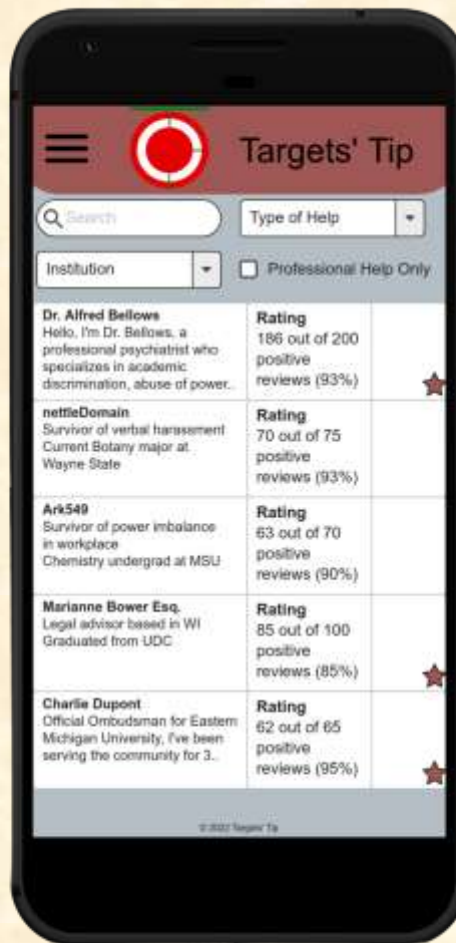 Targets' Tip
Search
Type of Help
Institution
Professional Help Only
Dr. Alfred Bellows
Hello, I'm Dr. Bellows, a
professional psychiatrist who
specializes in academic
discrimination, abuse of power..
Rating
186 out of 200
positive
reviews (93%)
nettleDomain
Survivor of verbal harassment
Current Botany major at
Wayne State
Rating
70 out of 75
positive
reviews (93%)
Ark549
Survivor of power imbalance
in workplace
Chemistry undergrad at MSU
Rating
63 out of 70
positive
reviews (90%)
Marianne Bower Esq.
Legal advisor based in WI
Graduated from UDC
Rating
85 out of 100
positive
reviews (85%)
Charlie Dupont
Official Ombudsman for Eastern
Michigan University, I've been
serving the community for 3..
Rating
62 out of 65
positive
reviews (95%)
© 2022 Targets' Tip